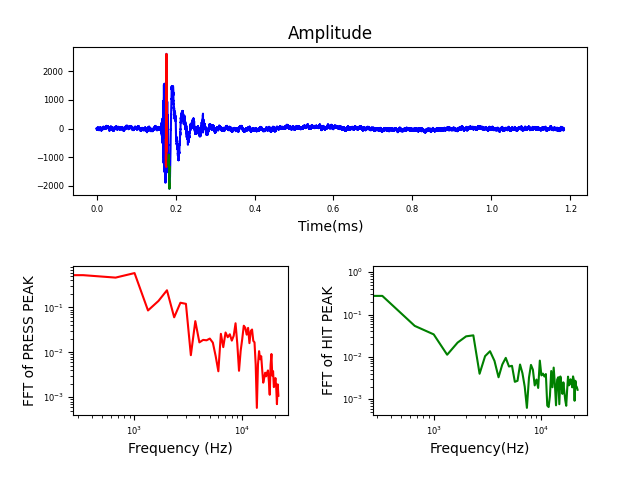 Amplitude
2000
1000
0
−1000
−2000
0.0 0.2 0.4 0.6 0.8 1.0 1.2
Time(ms)
FFT of PRESS PEAK
10⁻¹
10⁻²
10⁻³
10³ 10⁴
Frequency (Hz)
FFT of HIT PEAK
10⁰
10⁻¹
10⁻²
10⁻³
10³ 10⁴
Frequency(Hz)